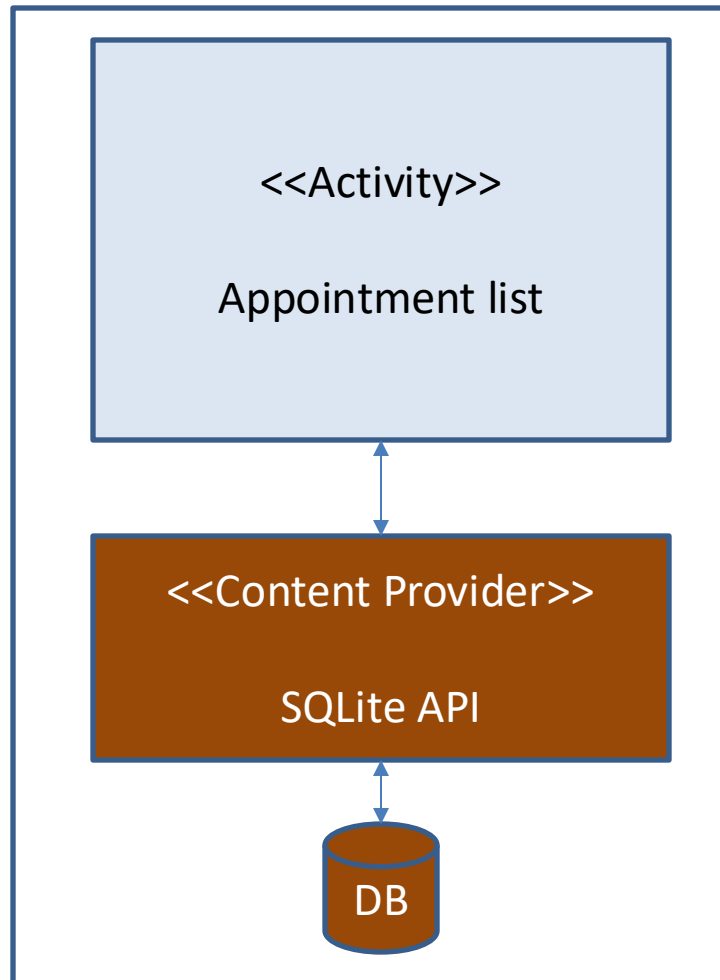 <<Activity>>
Appointment list
<<Content Provider>>
SQLite API
DB